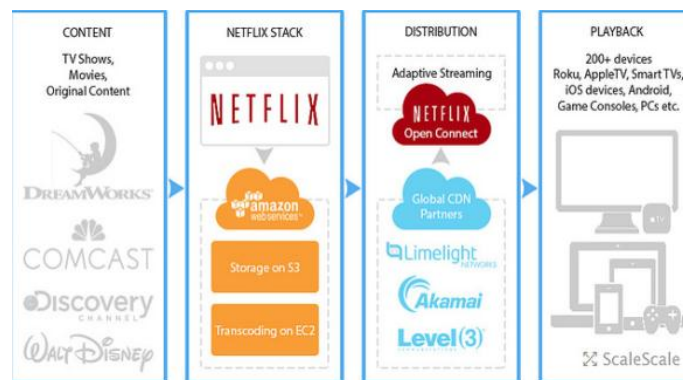 CONTENT
TV Shows,
Movies,
Original Content
DREAMWORKS
COMCAST
Discovery
CHANNEL
WALT DISNEY
NETFLIX STACK
NETFLIX
amazon
webservices™
Storage on S3
Transcoding on EC2
DISTRIBUTION
Adaptive Streaming
NETFLIX
Open Connect
Global CDN
Partners
Limelight
NETWORKS
Akamai
Level(3)
PLAYBACK
200+ devices
Roku, AppleTV, Smart TVs,
iOS devices, Android,
Game Consoles, PCs etc.
tv
ScaleScale